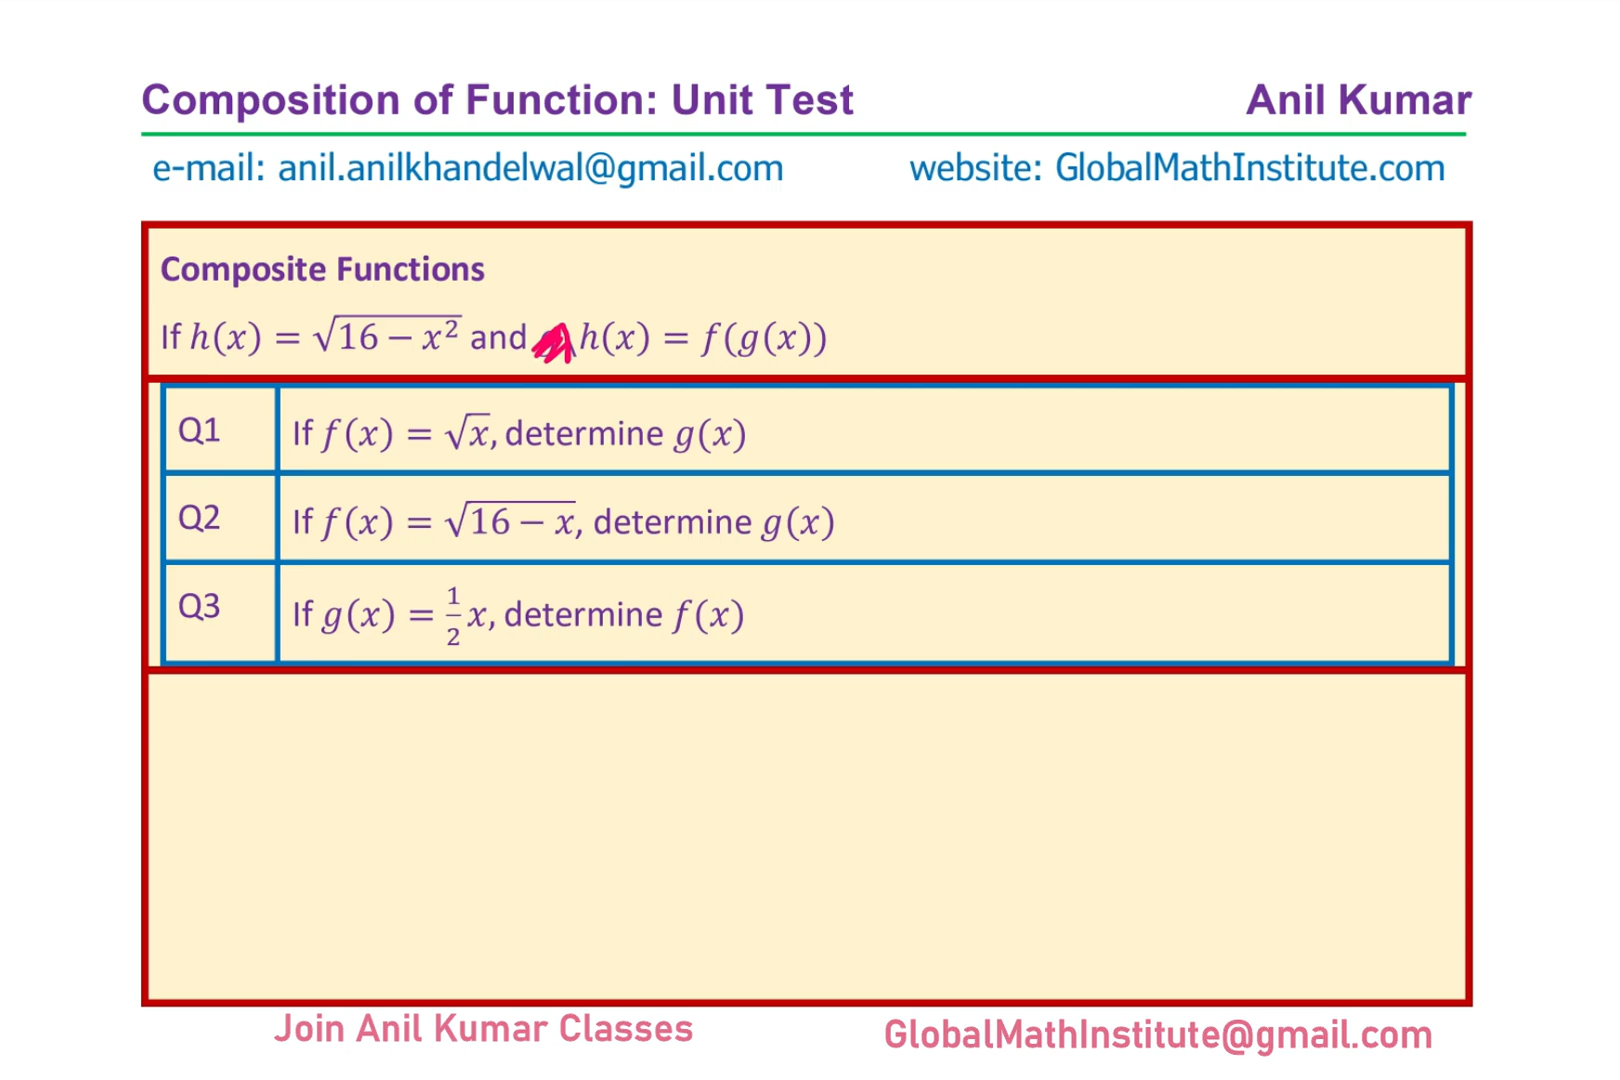 Composition of Function: Unit Test Anil Kumar
e-mail: anil.anilkhandelwal@gmail.com website: GlobalMathInstitute.com
Composite Functions
If h(x) = √(16 − x²) and h(x) = f(g(x))
Q1 If f(x) = √x, determine g(x)
Q2 If f(x) = √(16 − x), determine g(x)
Q3 If g(x) = 1/2 x, determine f(x)
Join Anil Kumar Classes GlobalMathInstitute@gmail.com